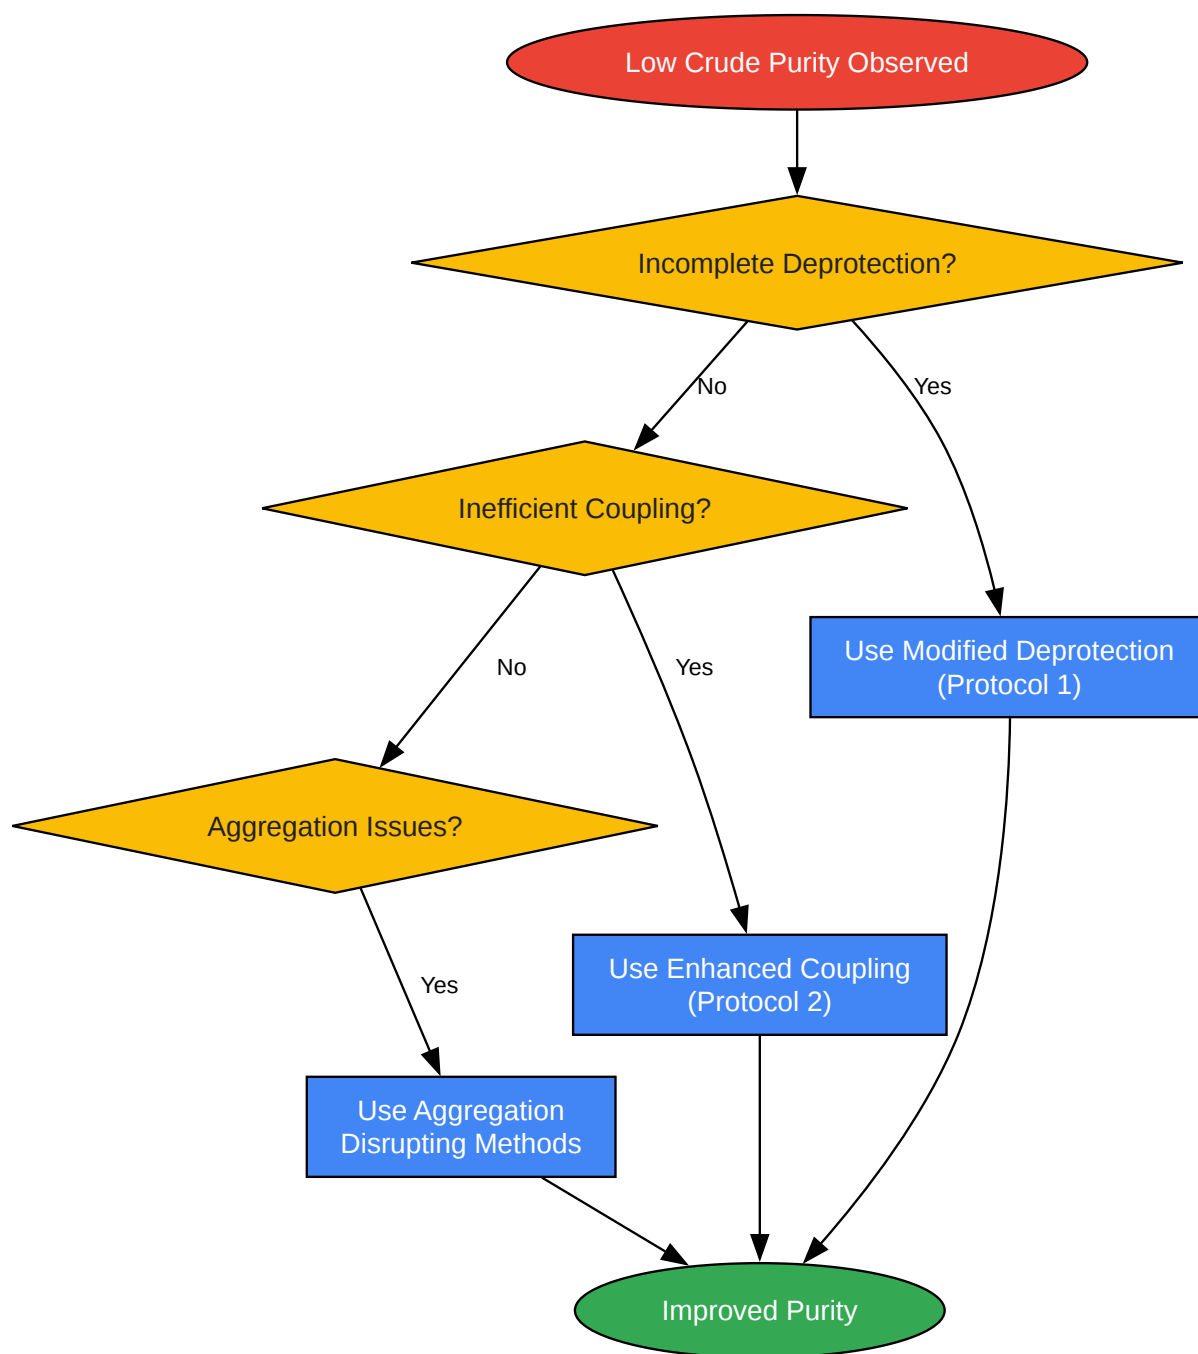 Low Crude Purity Observed
Incomplete Deprotection?
No
Yes
Inefficient Coupling?
No
Yes
Use Modified Deprotection
(Protocol 1)
Aggregation Issues?
Yes
Use Enhanced Coupling
(Protocol 2)
Use Aggregation
Disrupting Methods
Improved Purity